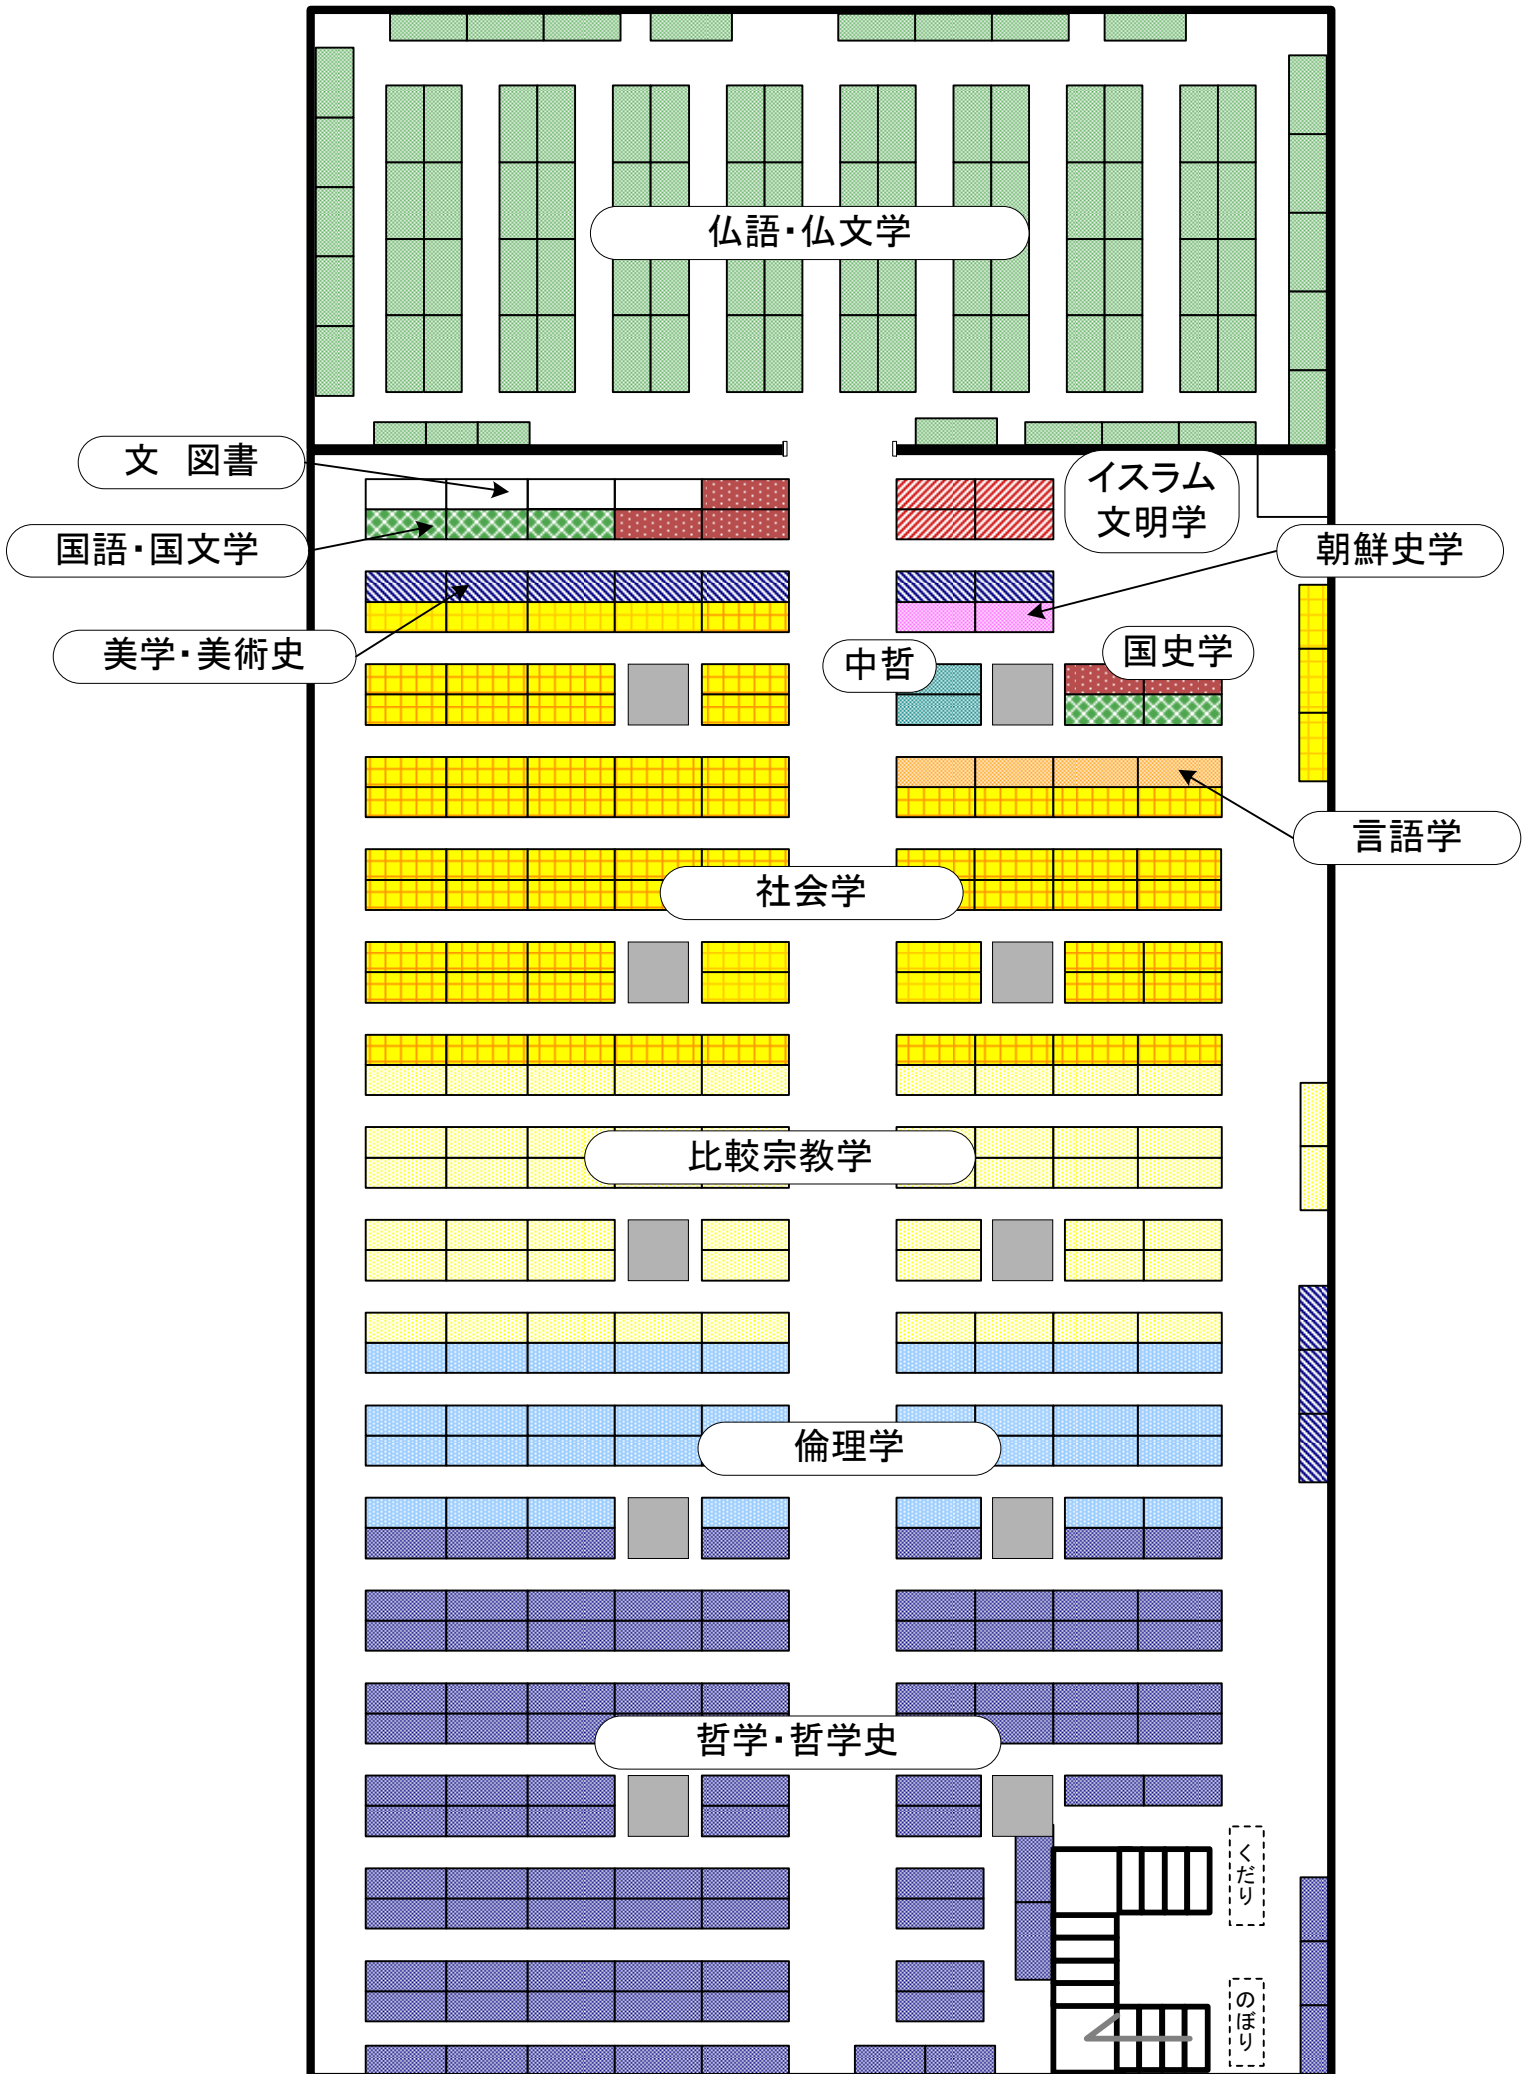 仏語・仏文学
文　図書
イスラム
文明学
国語・国文学
朝鮮史学
美学・美術史
中哲
国史学
言語学
社会学
比較宗教学
倫理学
哲学・哲学史
くだり
のぼり